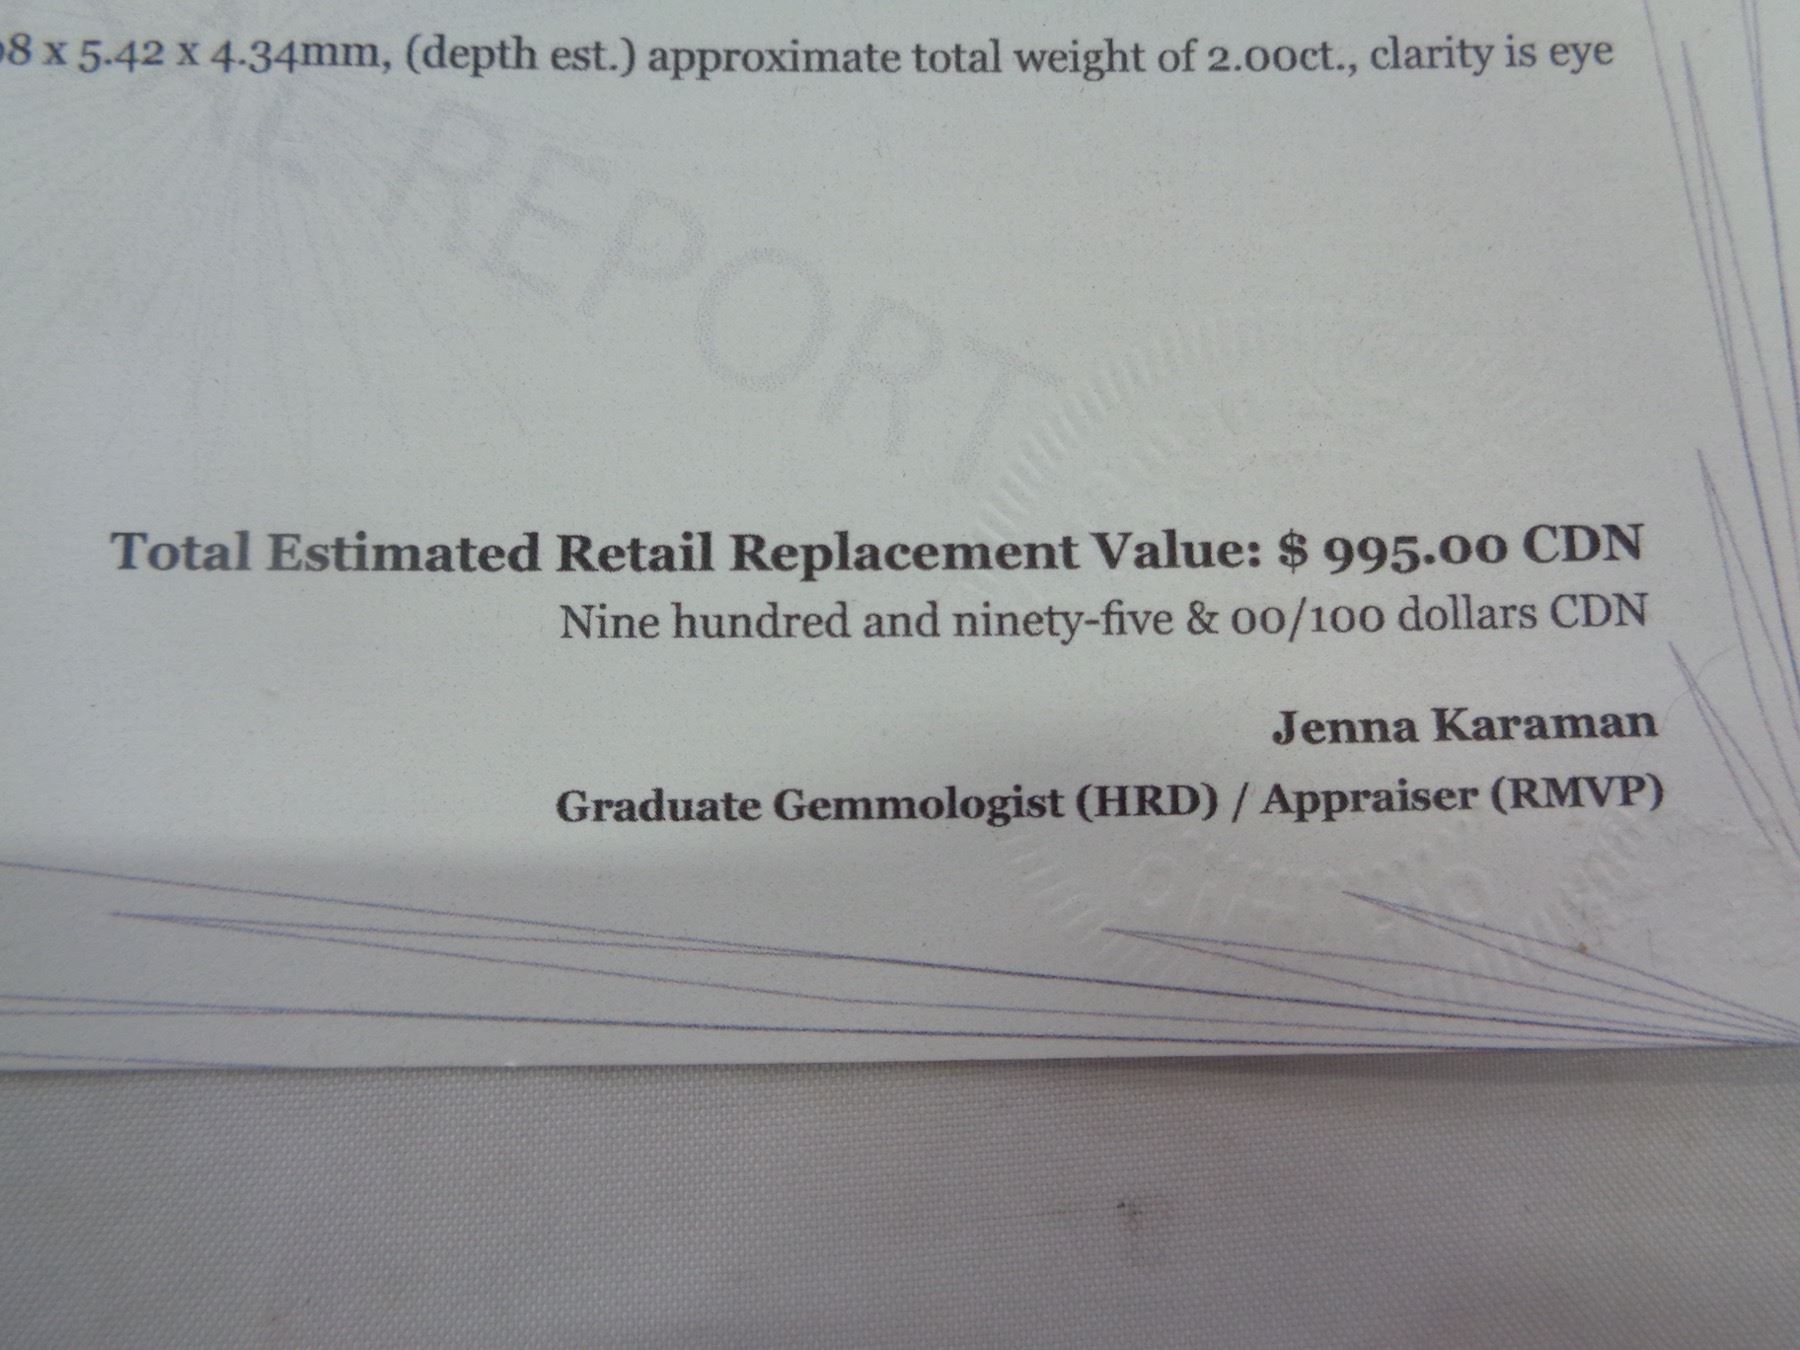 8 x 5.42 x 4.34mm, (depth est.) approximate total weight of 2.00ct., clarity is eye
REPORT
Total Estimated Retail Replacement Value: $ 995.00 CDN
Nine hundred and ninety-five & 00/100 dollars CDN
Jenna Karaman
Graduate Gemmologist (HRD) / Appraiser (RMVP)